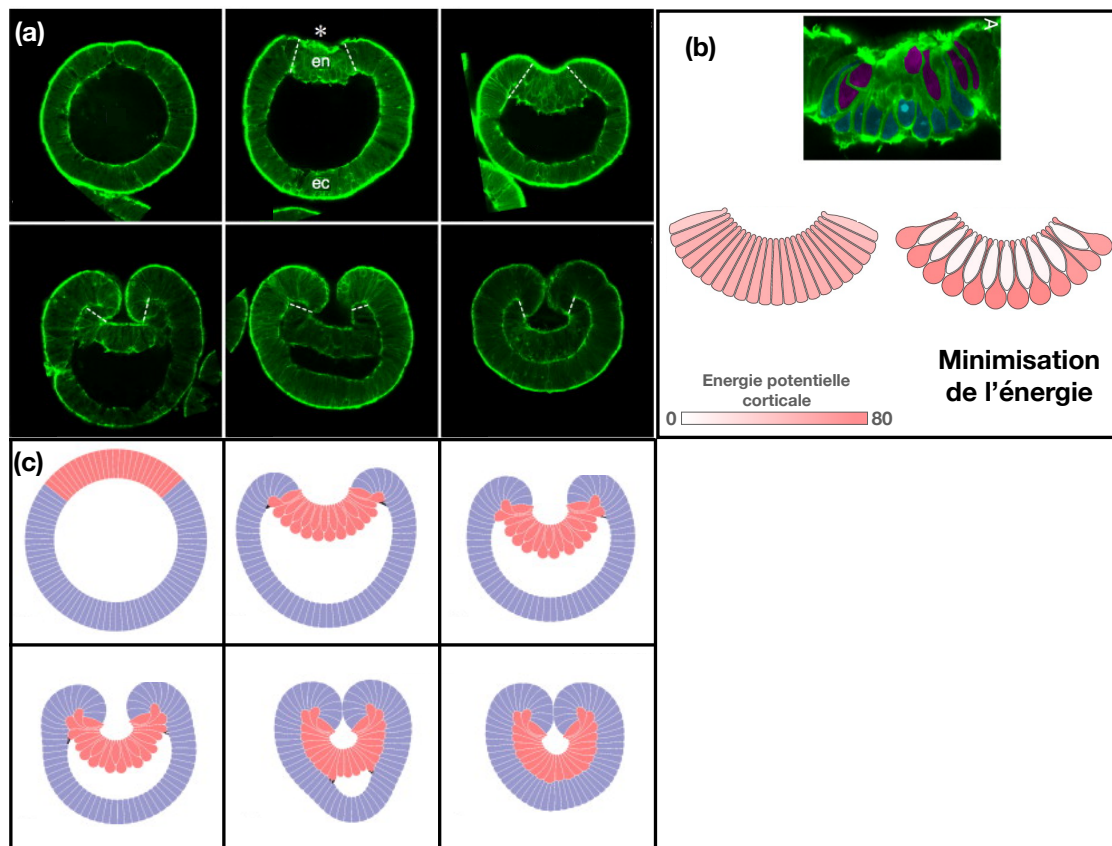 (a)
*
en
ec
(b)
A
Energie potentielle
corticale
0
80
Minimisation
de l’énergie
(c)